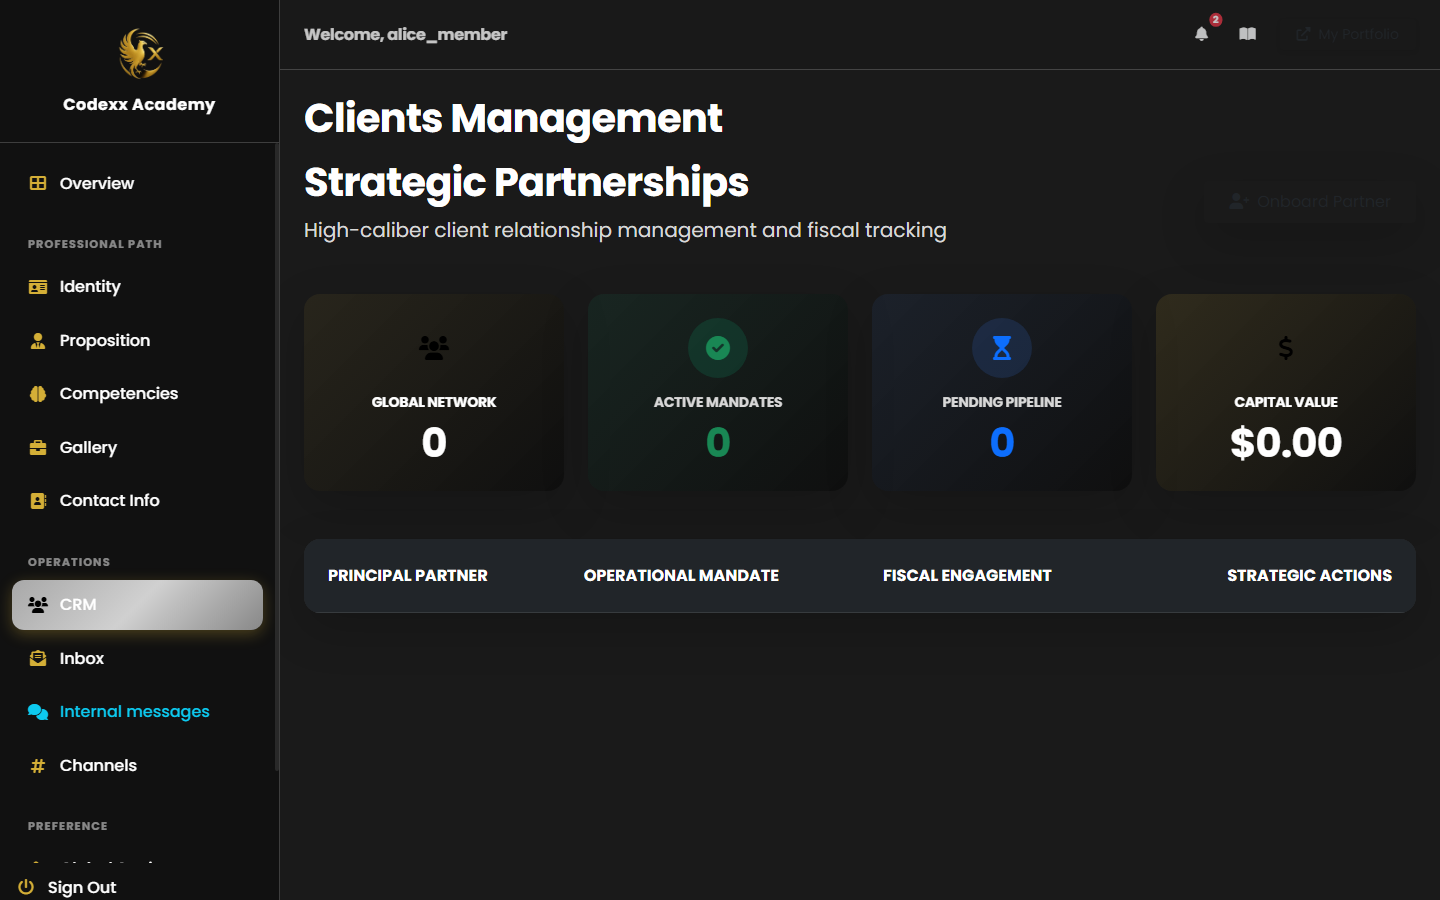 Codexx Academy
Overview
PROFESSIONAL PATH
Identity
Proposition
Competencies
Gallery
Contact Info
OPERATIONS
CRM
Inbox
Internal messages
Channels
PREFERENCE
Sign Out
Welcome, alice_member
2
My Portfolio
Clients Management
Strategic Partnerships
High-caliber client relationship management and fiscal tracking
Onboard Partner
GLOBAL NETWORK
0
ACTIVE MANDATES
0
PENDING PIPELINE
0
CAPITAL VALUE
$0.00
PRINCIPAL PARTNER OPERATIONAL MANDATE FISCAL ENGAGEMENT STRATEGIC ACTIONS